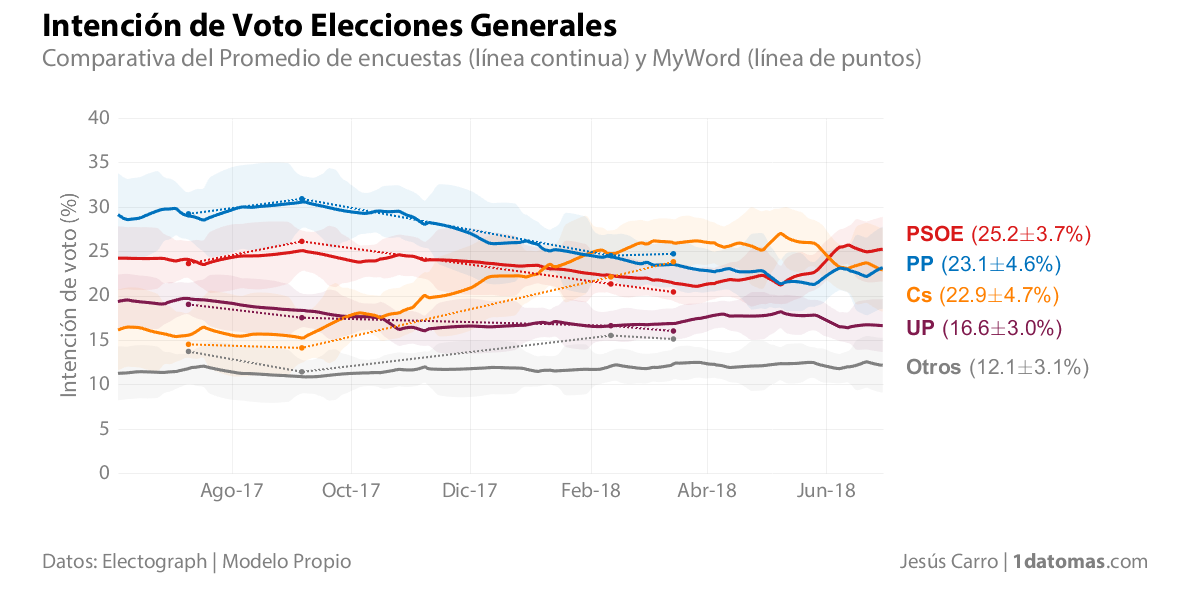 Intención de Voto Elecciones Generales
Comparativa del Promedio de encuestas (línea continua) y MyWord (línea de puntos)
Intención de voto (%)
40
35
30
25
20
15
10
5
0
Ago-17
Oct-17
Dic-17
Feb-18
Abr-18
Jun-18
PSOE (25.2±3.7%)
PP (23.1±4.6%)
Cs (22.9±4.7%)
UP (16.6±3.0%)
Otros (12.1±3.1%)
Datos: Electograph | Modelo Propio
Jesús Carro | 1datomas.com